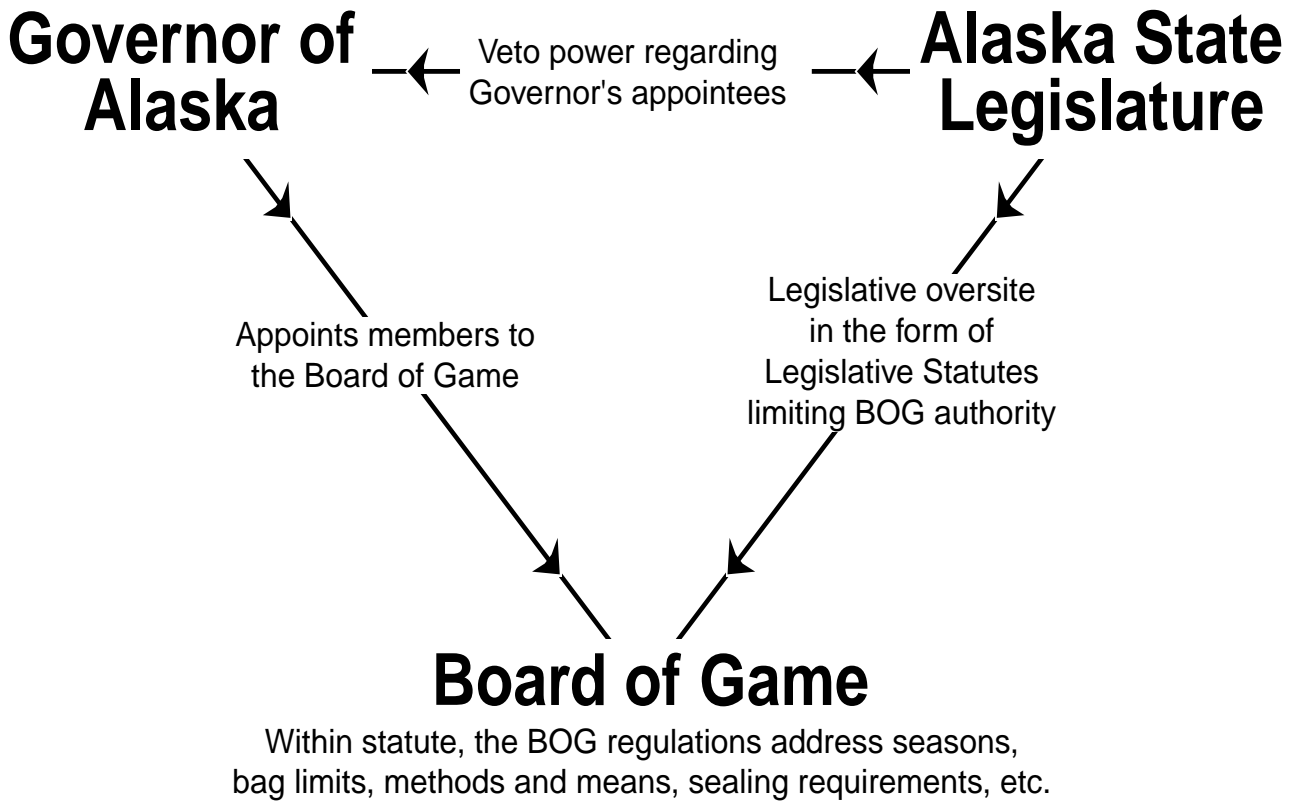 Governor of
Alaska
Veto power regarding
Governor's appointees
Alaska State
Legislature
Appoints members to
the Board of Game
Legislative oversite
in the form of
Legislative Statutes
limiting BOG authority
Board of Game
Within statute, the BOG regulations address seasons,
bag limits, methods and means, sealing requirements, etc.